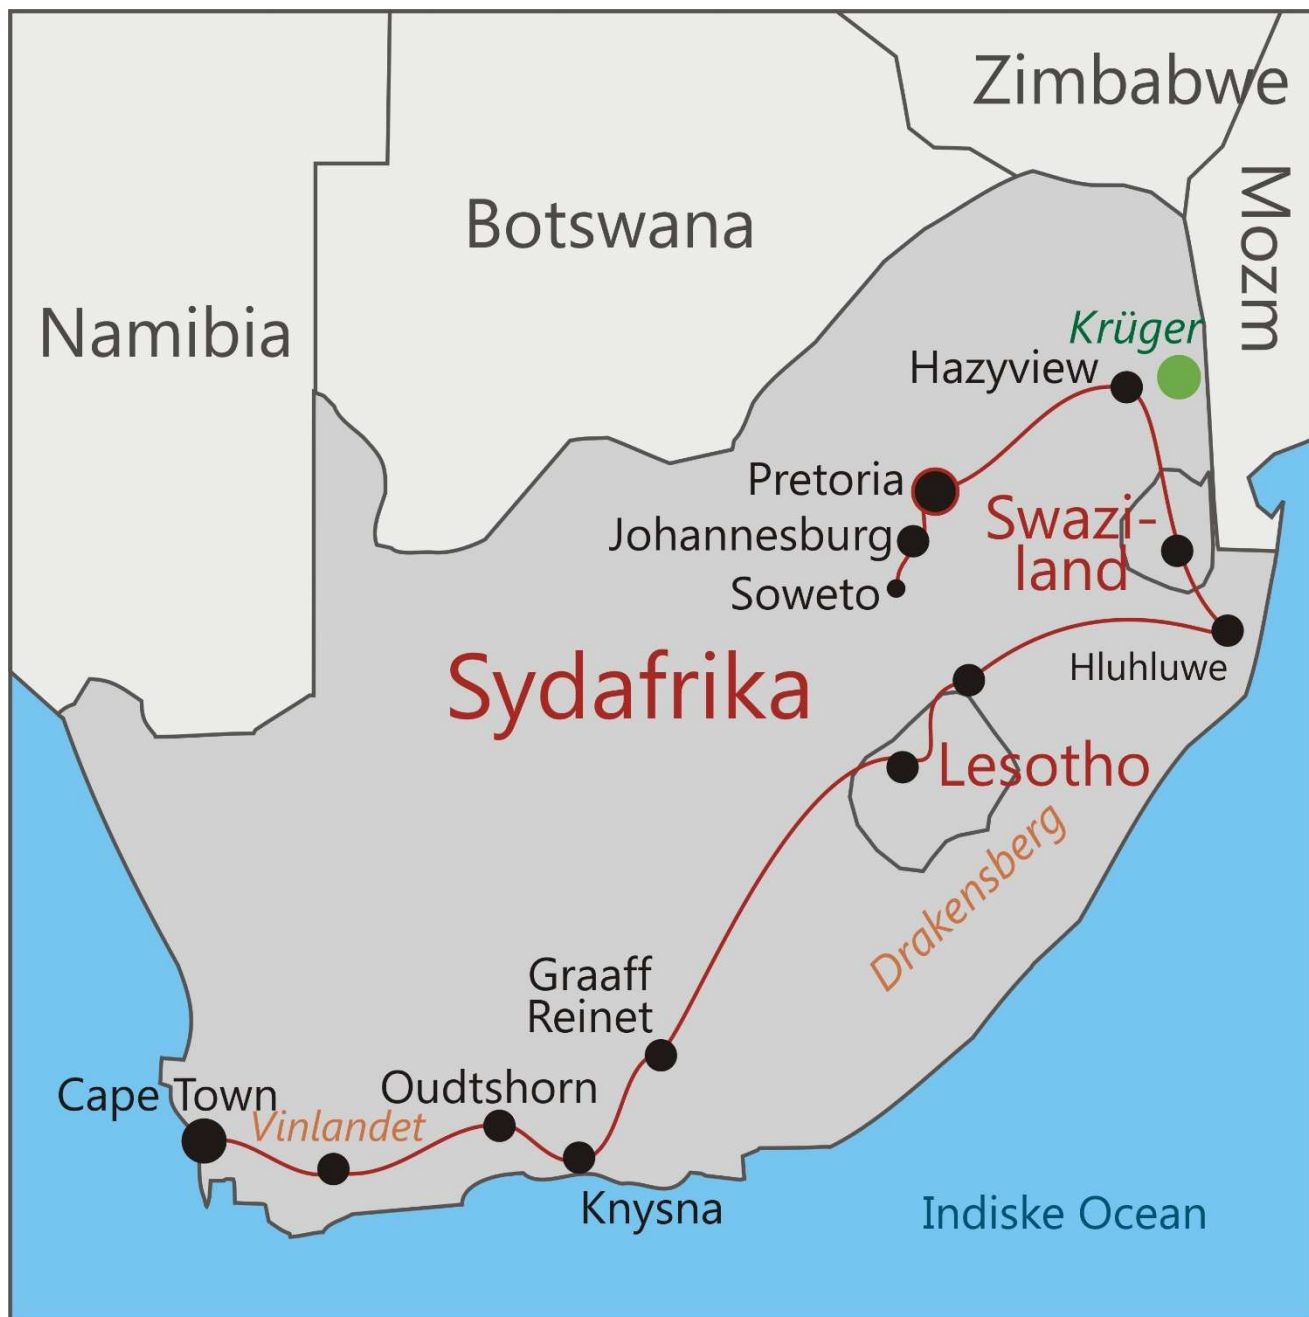 Zimbabwe
Mozm
Botswana
Namibia
Krüger
Hazyview
Pretoria
Swazi-
land
Johannesburg
Soweto
Hluhluwe
Sydafrika
Lesotho
Drakensberg
Graaff
Reinet
Oudtshorn
Cape Town
Vinlandet
Knysna
Indiske Ocean